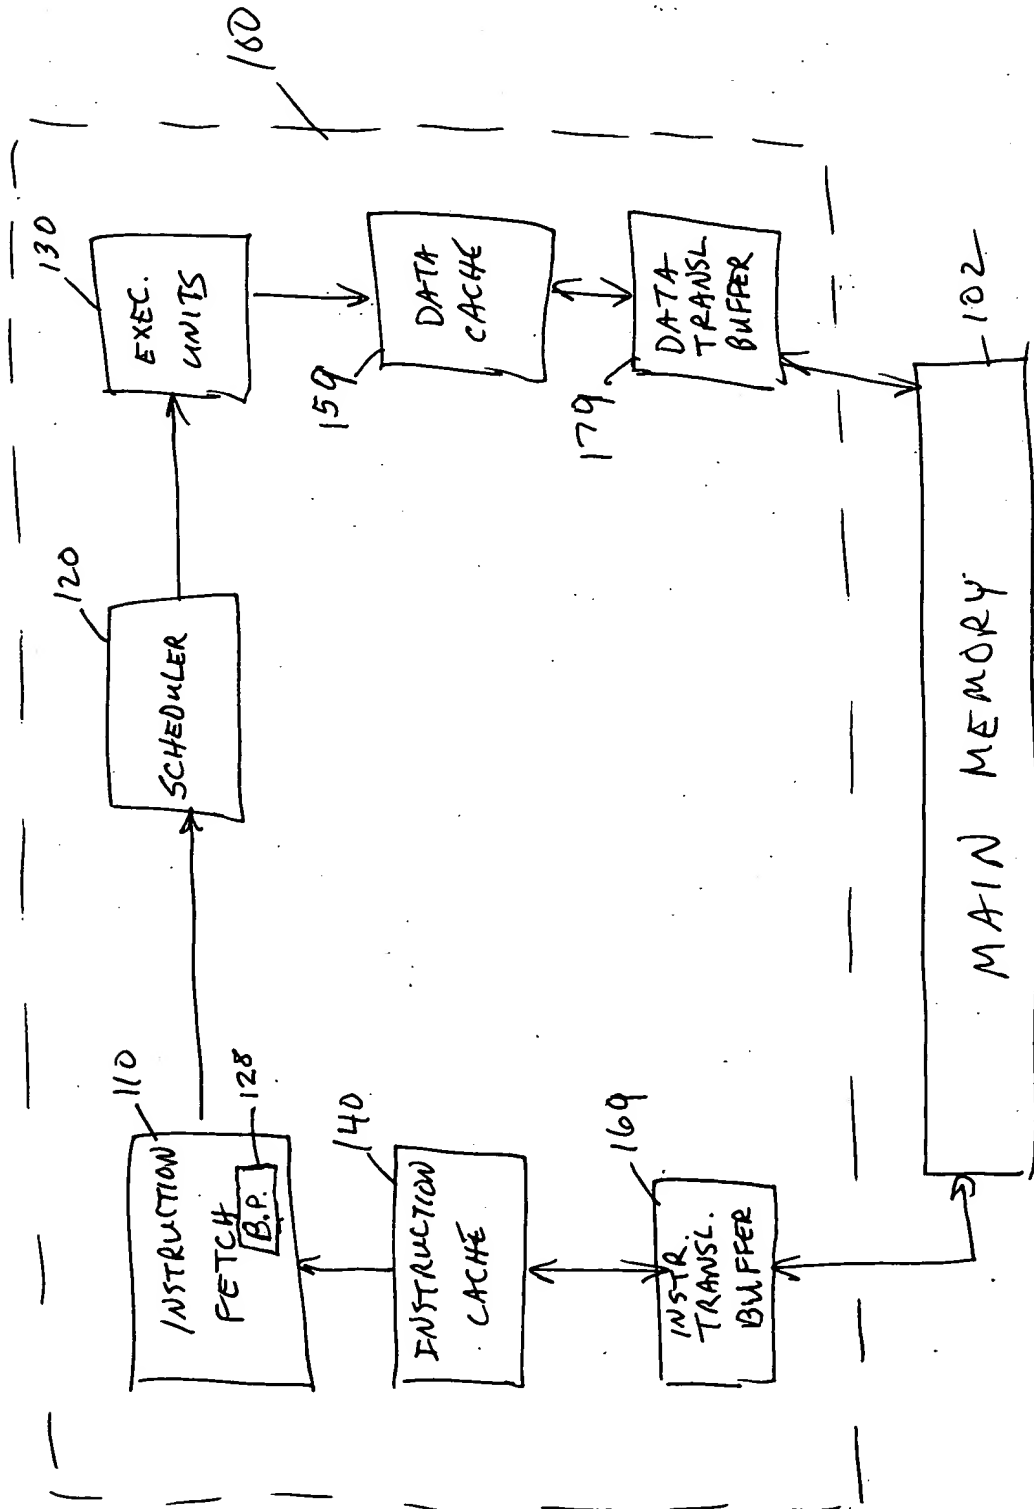 100
110
INSTRUCTION
FETCH
B.P.
128
120
SCHEDULER
130
EXEC.
UNITS
140
INSTRUCTION
CACHE
159
DATA
CACHE
169
INSTR.
TRANSL.
BUFFER
179
DATA
TRANSL.
BUFFER
MAIN MEMORY
102